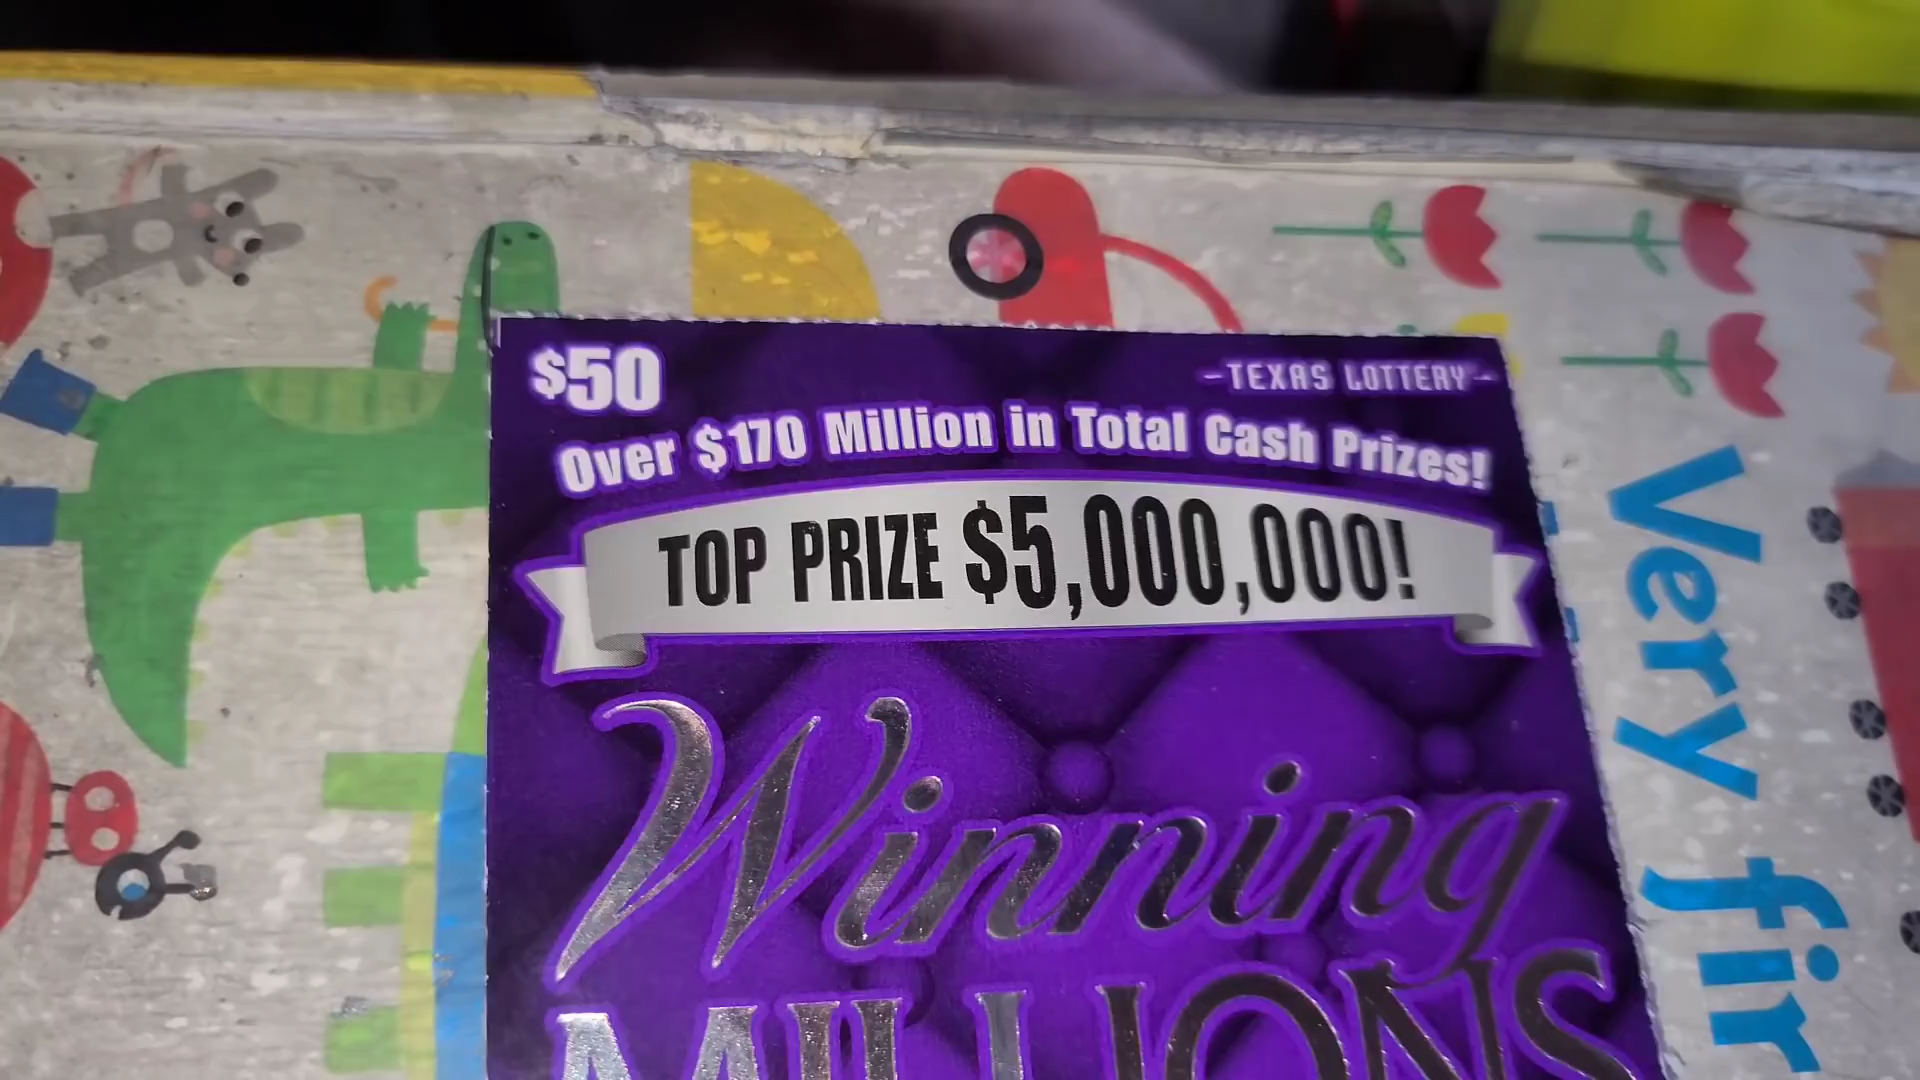 $50
-TEXAS LOTTERY-
Over $170 Million in Total Cash Prizes!
TOP PRIZE $5,000,000!
Winning
MILLIONS
Very fir